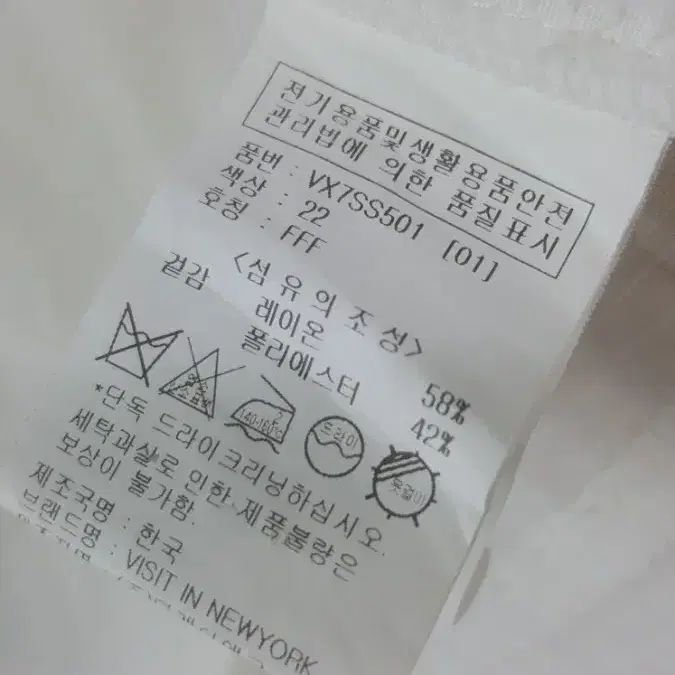 전기용품및생활용품안전
관리법에 의한 품질표시
품번 : VX7SS501 [01]
색상 : 22
호칭 : FFF
<섬유의조성>
겉감 레이온 58%
폴리에스터 42%
140-160℃
드라이
옷걸이
*단독 드라이크리닝하십시오.
세탁과실로 인한 제품불량은
보상이 불가함.
제조국명 : 한국
브랜드명 : VISIT IN NEWYORK